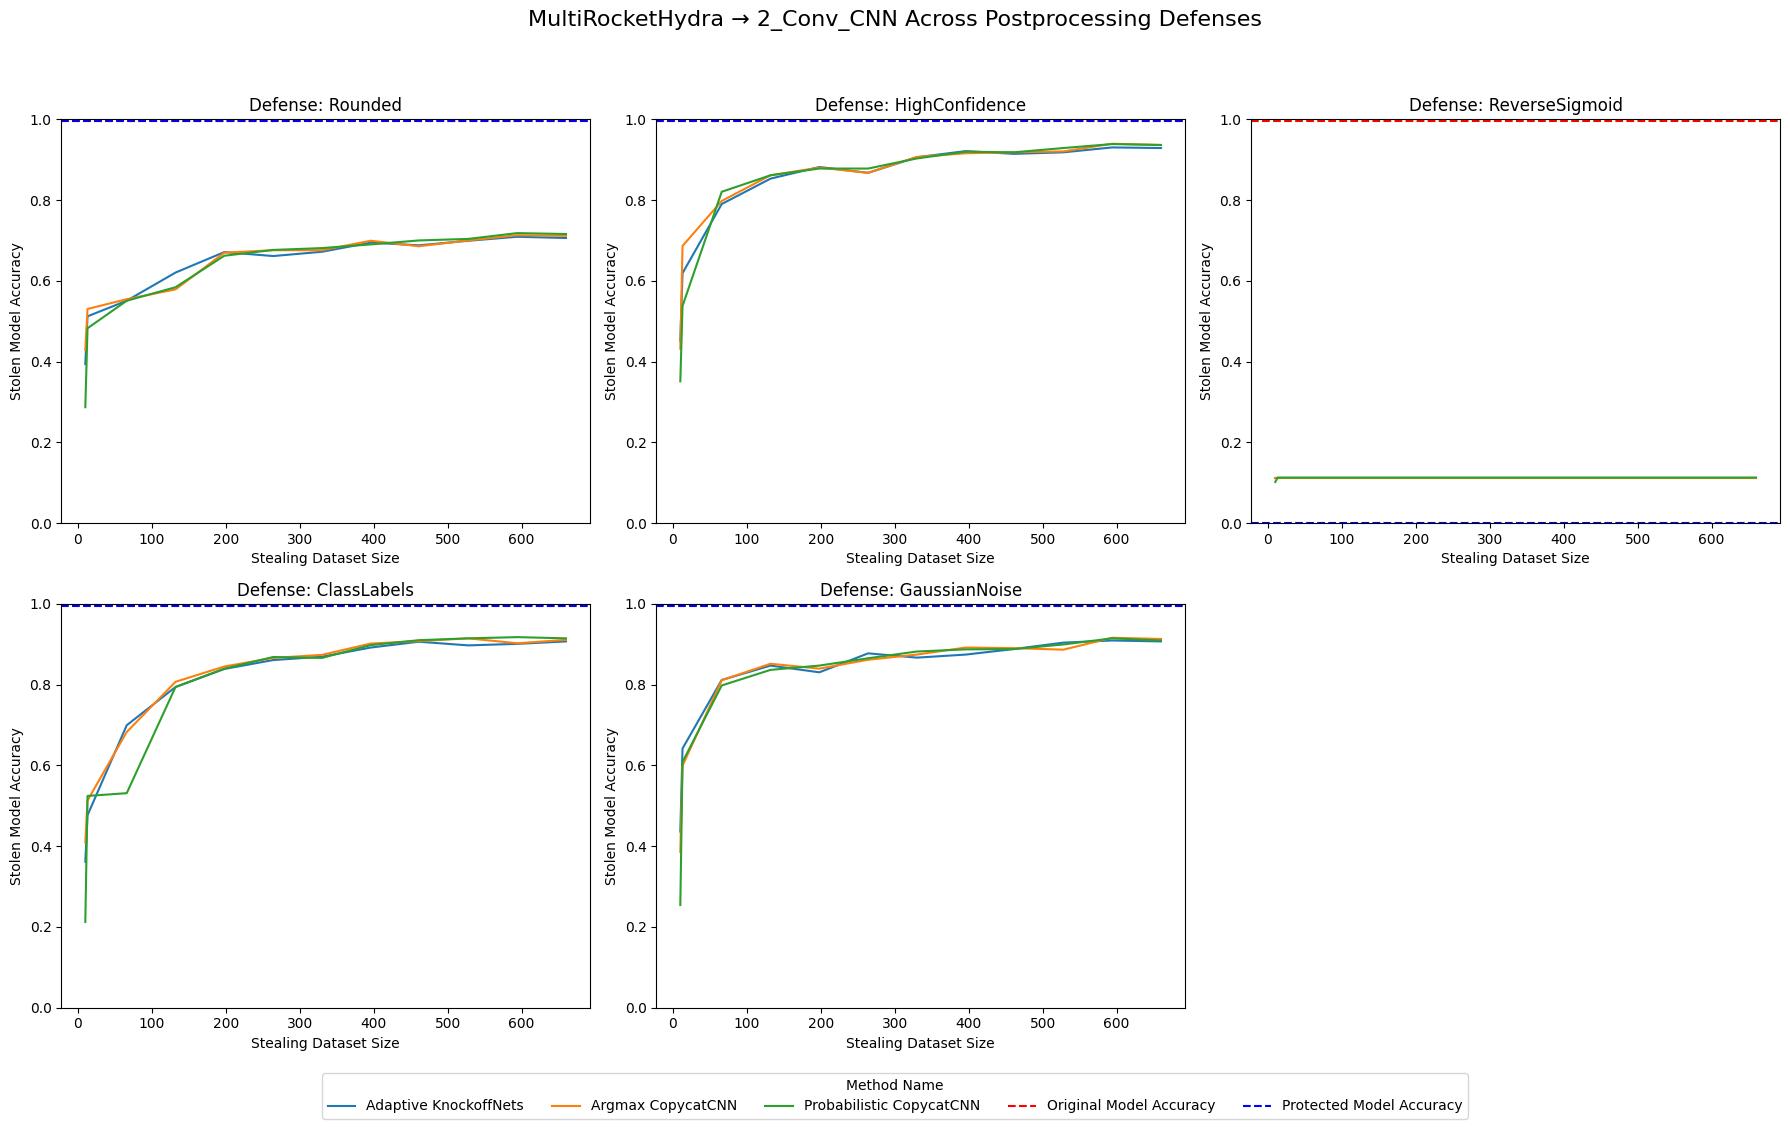 MultiRocketHydra → 2_Conv_CNN Across Postprocessing Defenses
Defense: Rounded
1.0
0.8
0.6
0.4
0.2
0.0
Stolen Model Accuracy
0 100 200 300 400 500 600
Stealing Dataset Size
Defense: HighConfidence
1.0
0.8
0.6
0.4
0.2
0.0
Stolen Model Accuracy
0 100 200 300 400 500 600
Stealing Dataset Size
Defense: ReverseSigmoid
1.0
0.8
0.6
0.4
0.2
0.0
Stolen Model Accuracy
0 100 200 300 400 500 600
Stealing Dataset Size
Defense: ClassLabels
1.0
0.8
0.6
0.4
0.2
0.0
Stolen Model Accuracy
0 100 200 300 400 500 600
Stealing Dataset Size
Defense: GaussianNoise
1.0
0.8
0.6
0.4
0.2
0.0
Stolen Model Accuracy
0 100 200 300 400 500 600
Stealing Dataset Size
Method Name
Adaptive KnockoffNets Argmax CopycatCNN Probabilistic CopycatCNN Original Model Accuracy Protected Model Accuracy